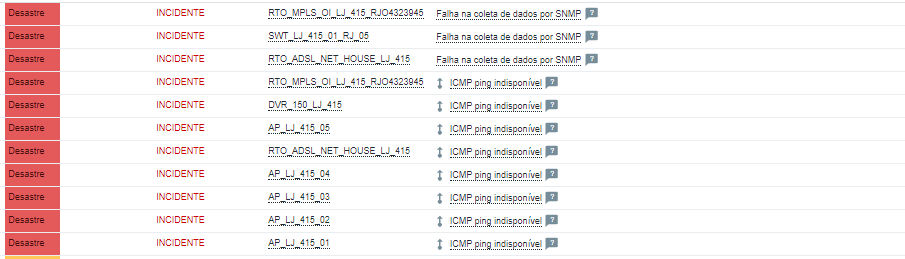 Desastre INCIDENTE RTO_MPLS_OI_LJ_415_RJO4323945 Falha na coleta de dados por SNMP ?
Desastre INCIDENTE SWT_LJ_415_01_RJ_05 Falha na coleta de dados por SNMP ?
Desastre INCIDENTE RTO_ADSL_NET_HOUSE_LJ_415 Falha na coleta de dados por SNMP ?
Desastre INCIDENTE RTO_MPLS_OI_LJ_415_RJO4323945 ICMP ping indisponível ?
Desastre INCIDENTE DVR_150_LJ_415 ICMP ping indisponível ?
Desastre INCIDENTE AP_LJ_415_05 ICMP ping indisponível ?
Desastre INCIDENTE RTO_ADSL_NET_HOUSE_LJ_415 ICMP ping indisponível ?
Desastre INCIDENTE AP_LJ_415_04 ICMP ping indisponível ?
Desastre INCIDENTE AP_LJ_415_03 ICMP ping indisponível ?
Desastre INCIDENTE AP_LJ_415_02 ICMP ping indisponível ?
Desastre INCIDENTE AP_LJ_415_01 ICMP ping indisponível ?